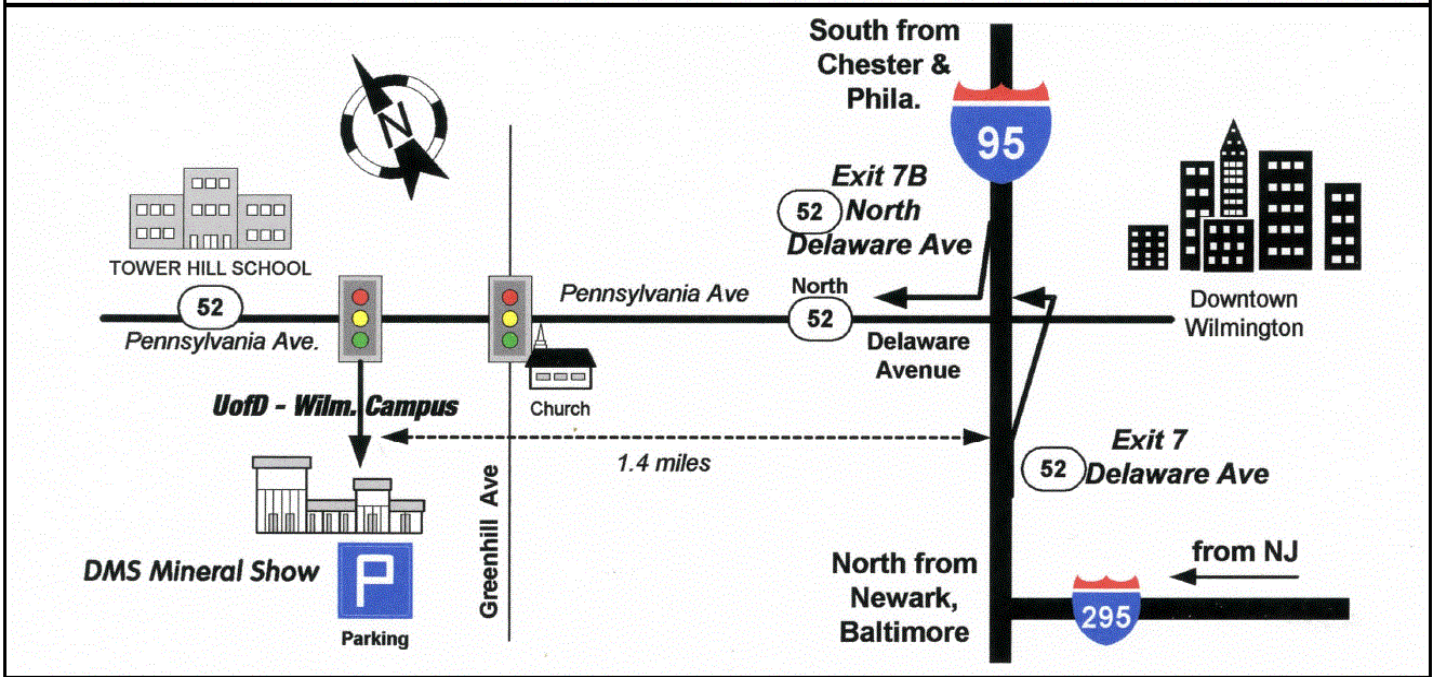 South from
Chester &
Phila.
95
N
Exit 7B
52 North
Delaware Ave
TOWER HILL SCHOOL
52
Pennsylvania Ave.
Pennsylvania Ave
North
52
Delaware
Avenue
Downtown
Wilmington
UofD - Wilm. Campus
Church
1.4 miles
Exit 7
52 Delaware Ave
Greenhill Ave
DMS Mineral Show
P
Parking
North from
Newark,
Baltimore
from NJ
295